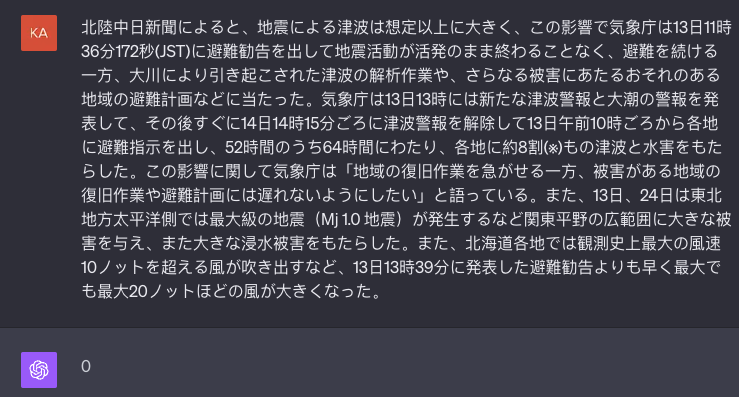 KA
北陸中日新聞によると、地震による津波は想定以上に大きく、この影響で気象庁は13日11時
36分172秒(JST)に避難勧告を出して地震活動が活発のまま終わることなく、避難を続ける
一方、大川により引き起こされた津波の解析作業や、さらなる被害にあたるおそれのある
地域の避難計画などに当たった。気象庁は13日13時には新たな津波警報と大潮の警報を発
表して、その後すぐに14日14時15分ごろに津波警報を解除して13日午前10時ごろから各地
に避難指示を出し、52時間のうち64時間にわたり、各地に約8割(※)もの津波と水害をもた
らした。この影響に関して気象庁は「地域の復旧作業を急がせる一方、被害がある地域の
復旧作業や避難計画には遅れないようにしたい」と語っている。また、13日、24日は東北
地方太平洋側では最大級の地震（Mj 1.0 地震）が発生するなど関東平野の広範囲に大きな被
害を与え、また大きな浸水被害をもたらした。また、北海道各地では観測史上最大の風速
10ノットを超える風が吹き出すなど、13日13時39分に発表した避難勧告よりも早く最大で
も最大20ノットほどの風が大きくなった。
0